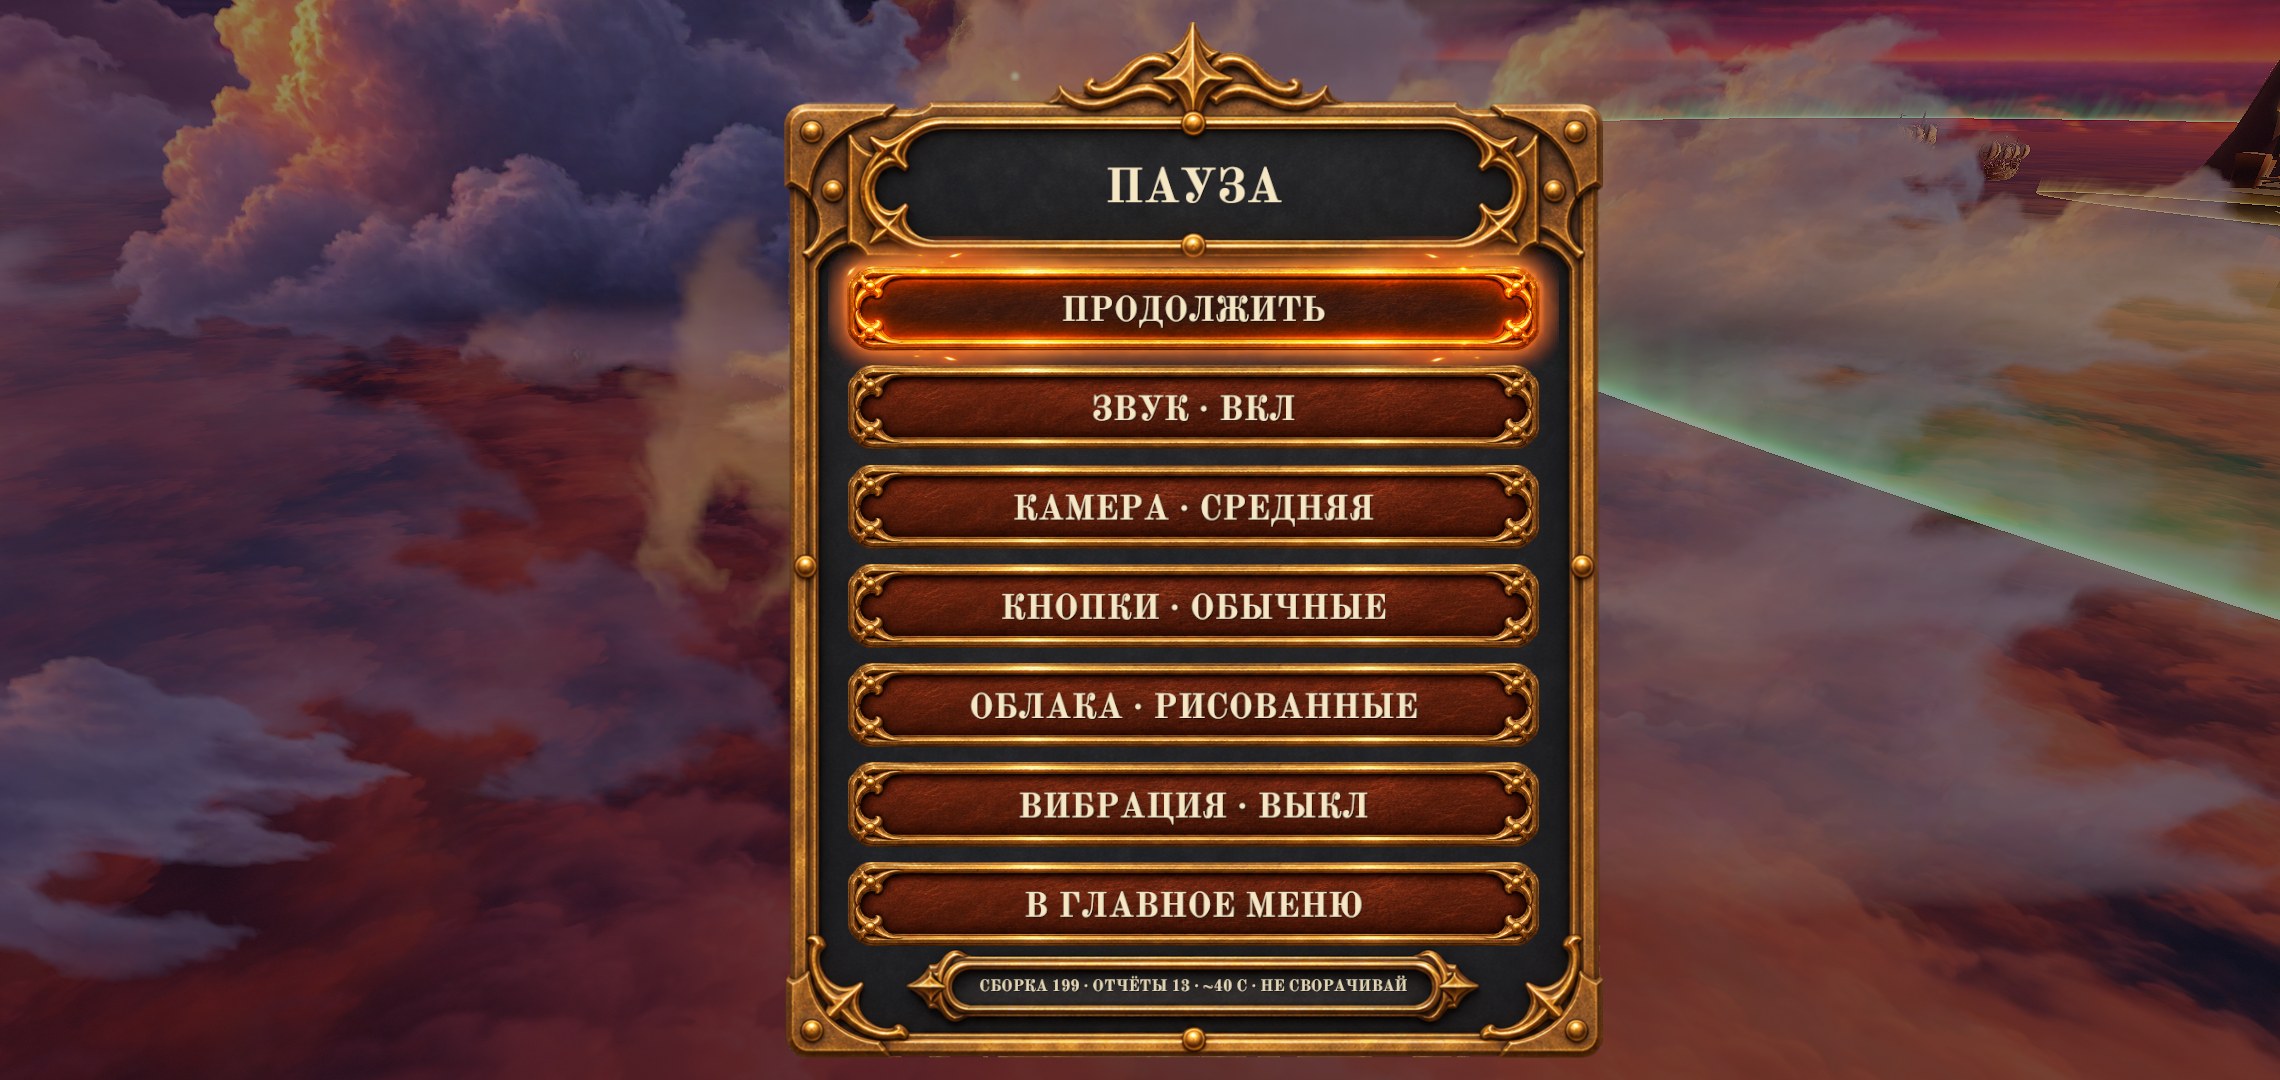 ПАУЗА
ПРОДОЛЖИТЬ
ЗВУК · ВКЛ
КАМЕРА · СРЕДНЯЯ
КНОПКИ · ОБЫЧНЫЕ
ОБЛАКА · РИСОВАННЫЕ
ВИБРАЦИЯ · ВЫКЛ
В ГЛАВНОЕ МЕНЮ
СБОРКА 199 · ОТЧЁТЫ 13 · ~40 С · НЕ СВОРАЧИВАЙ